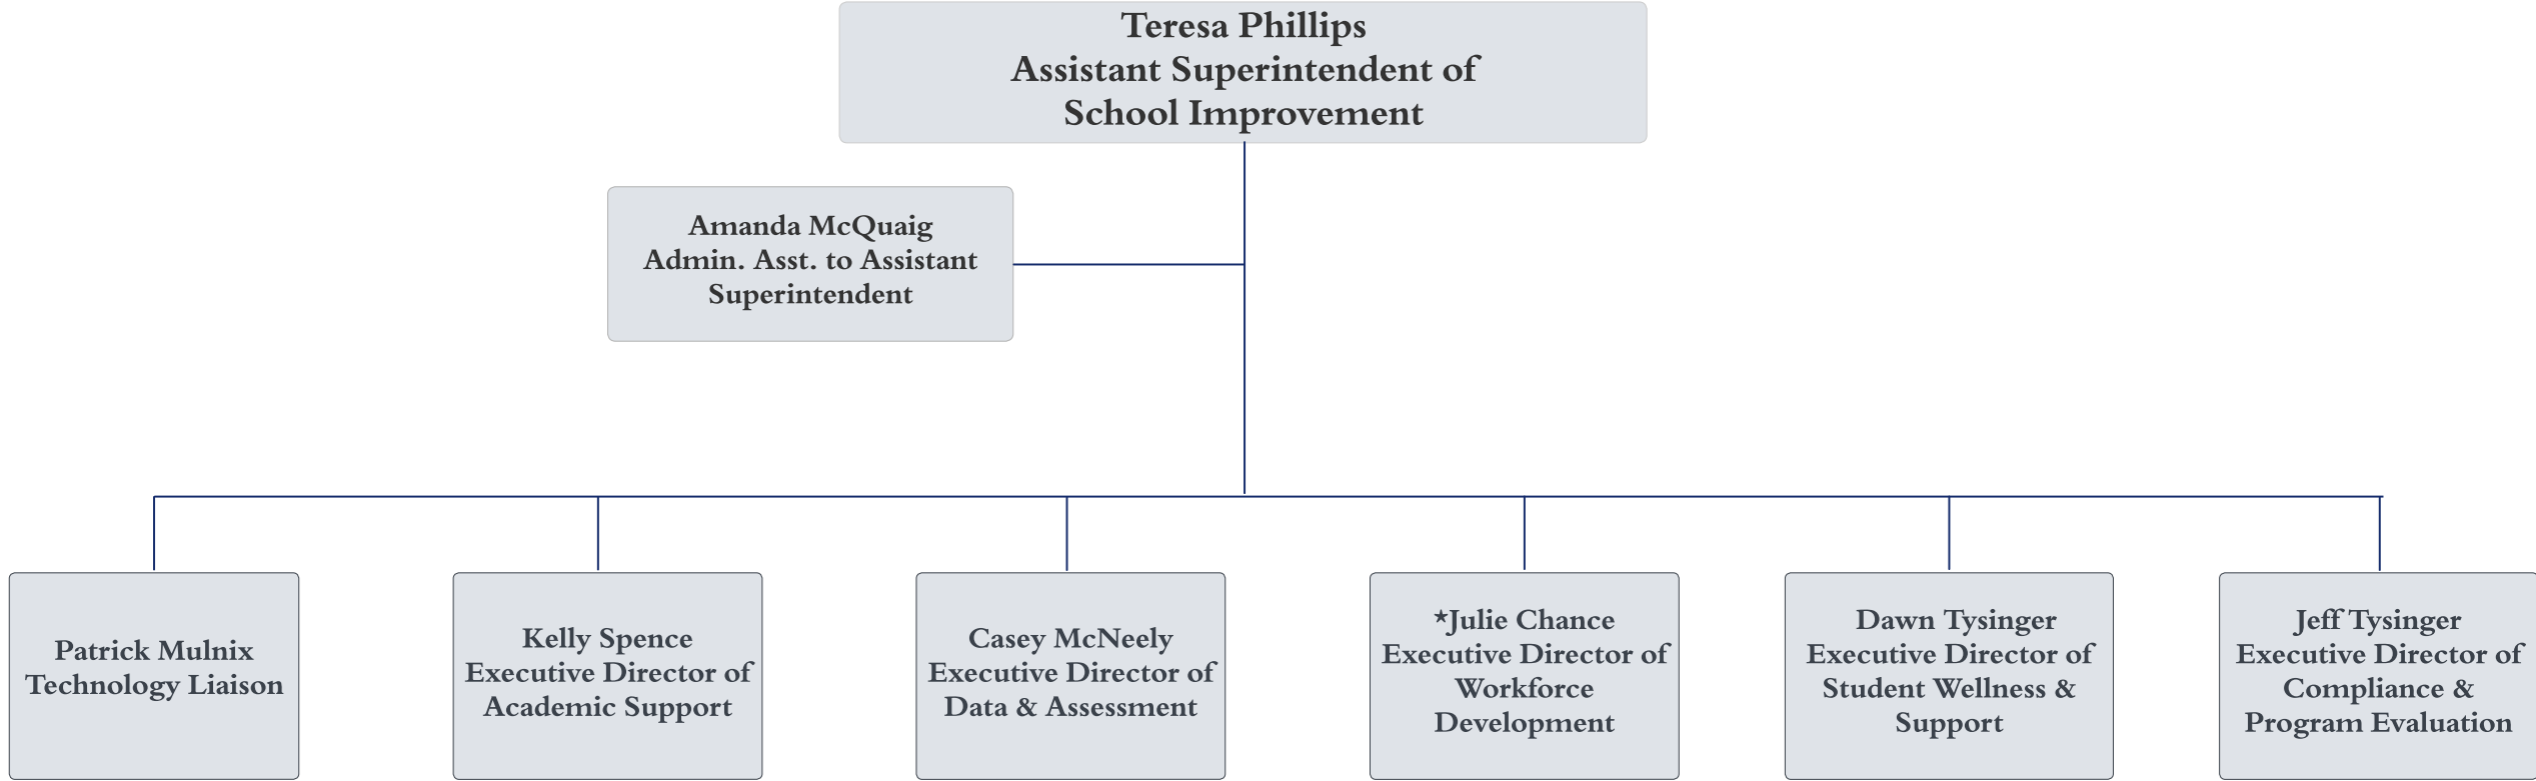 Teresa Phillips
Assistant Superintendent of
School Improvement
Amanda McQuaig
Admin. Asst. to Assistant
Superintendent
Patrick Mulnix
Technology Liaison
Kelly Spence
Executive Director of
Academic Support
Casey McNeely
Executive Director of
Data & Assessment
★Julie Chance
Executive Director of
Workforce
Development
Dawn Tysinger
Executive Director of
Student Wellness &
Support
Jeff Tysinger
Executive Director of
Compliance &
Program Evaluation